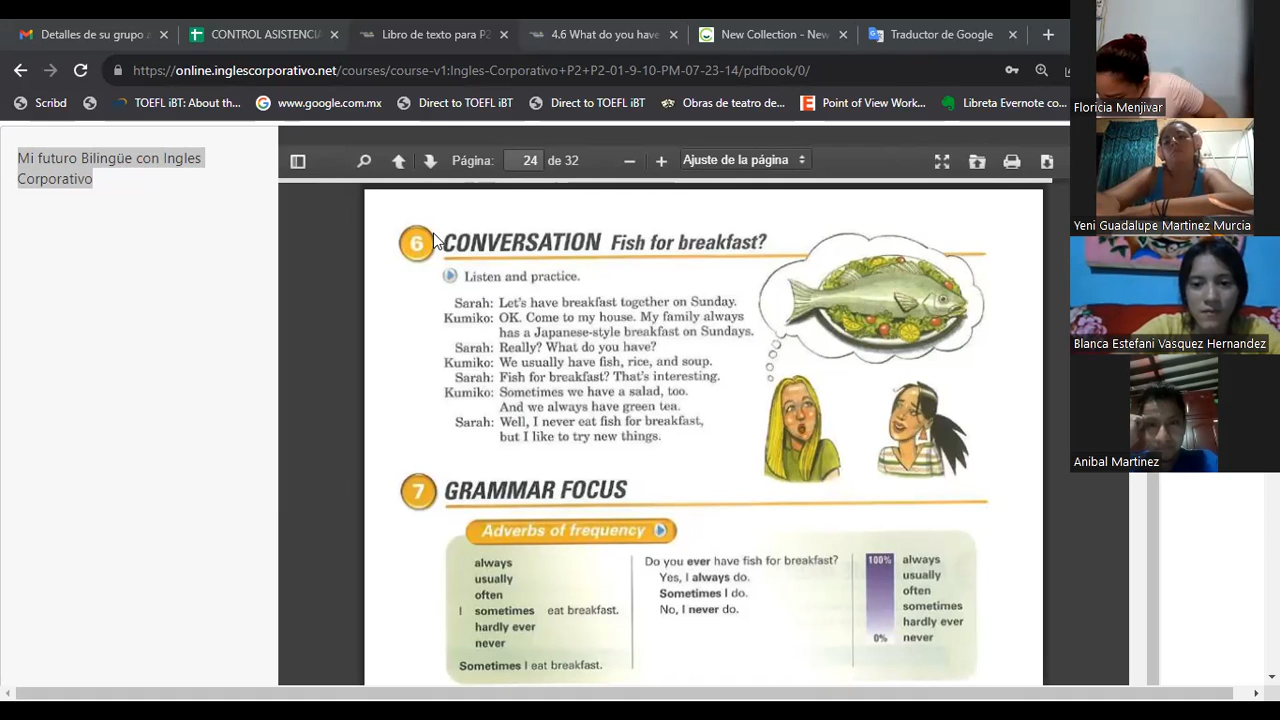 Detalles de su grupo
CONTROL ASISTENCIA
Libro de texto para P2
4.6 What do you have
New Collection - New
Traductor de Google
https://online.inglescorporativo.net/courses/course-v1:Ingles-Corporativo+P2+P2-01-9-10-PM-07-23-14/pdfbook/0/
Scribd
TOEFL iBT: About th...
www.google.com.mx
Direct to TOEFL iBT
Direct to TOEFL iBT
Obras de teatro de...
Point of View Work...
Libreta Evernote co...
Mi futuro Bilingüe con Ingles
Corporativo
Página: 24 de 32
Ajuste de la página
6 CONVERSATION Fish for breakfast?
Listen and practice.
Sarah: Let's have breakfast together on Sunday.
Kumiko: OK. Come to my house. My family always
has a Japanese-style breakfast on Sundays.
Sarah: Really? What do you have?
Kumiko: We usually have fish, rice, and soup.
Sarah: Fish for breakfast? That's interesting.
Kumiko: Sometimes we have a salad, too.
And we always have green tea.
Sarah: Well, I never eat fish for breakfast,
but I like to try new things.
7 GRAMMAR FOCUS
Adverbs of frequency
always
usually
often
I sometimes eat breakfast.
hardly ever
never
Sometimes I eat breakfast.
Do you ever have fish for breakfast?
Yes, I always do.
Sometimes I do.
No, I never do.
100% always
usually
often
sometimes
hardly ever
0% never
Floricia Menjivar
Yeni Guadalupe Martinez Murcia
Blanca Estefani Vasquez Hernandez
Anibal Martinez